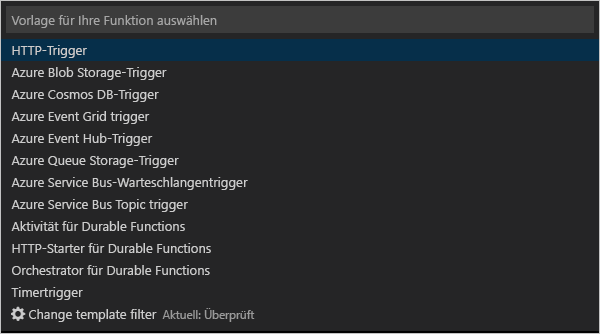 Vorlage für Ihre Funktion auswählen
HTTP-Trigger
Azure Blob Storage-Trigger
Azure Cosmos DB-Trigger
Azure Event Grid trigger
Azure Event Hub-Trigger
Azure Queue Storage-Trigger
Azure Service Bus-Warteschlangentrigger
Azure Service Bus Topic trigger
Aktivität für Durable Functions
HTTP-Starter für Durable Functions
Orchestrator für Durable Functions
Timertrigger
Change template filter Aktuell: Überprüft